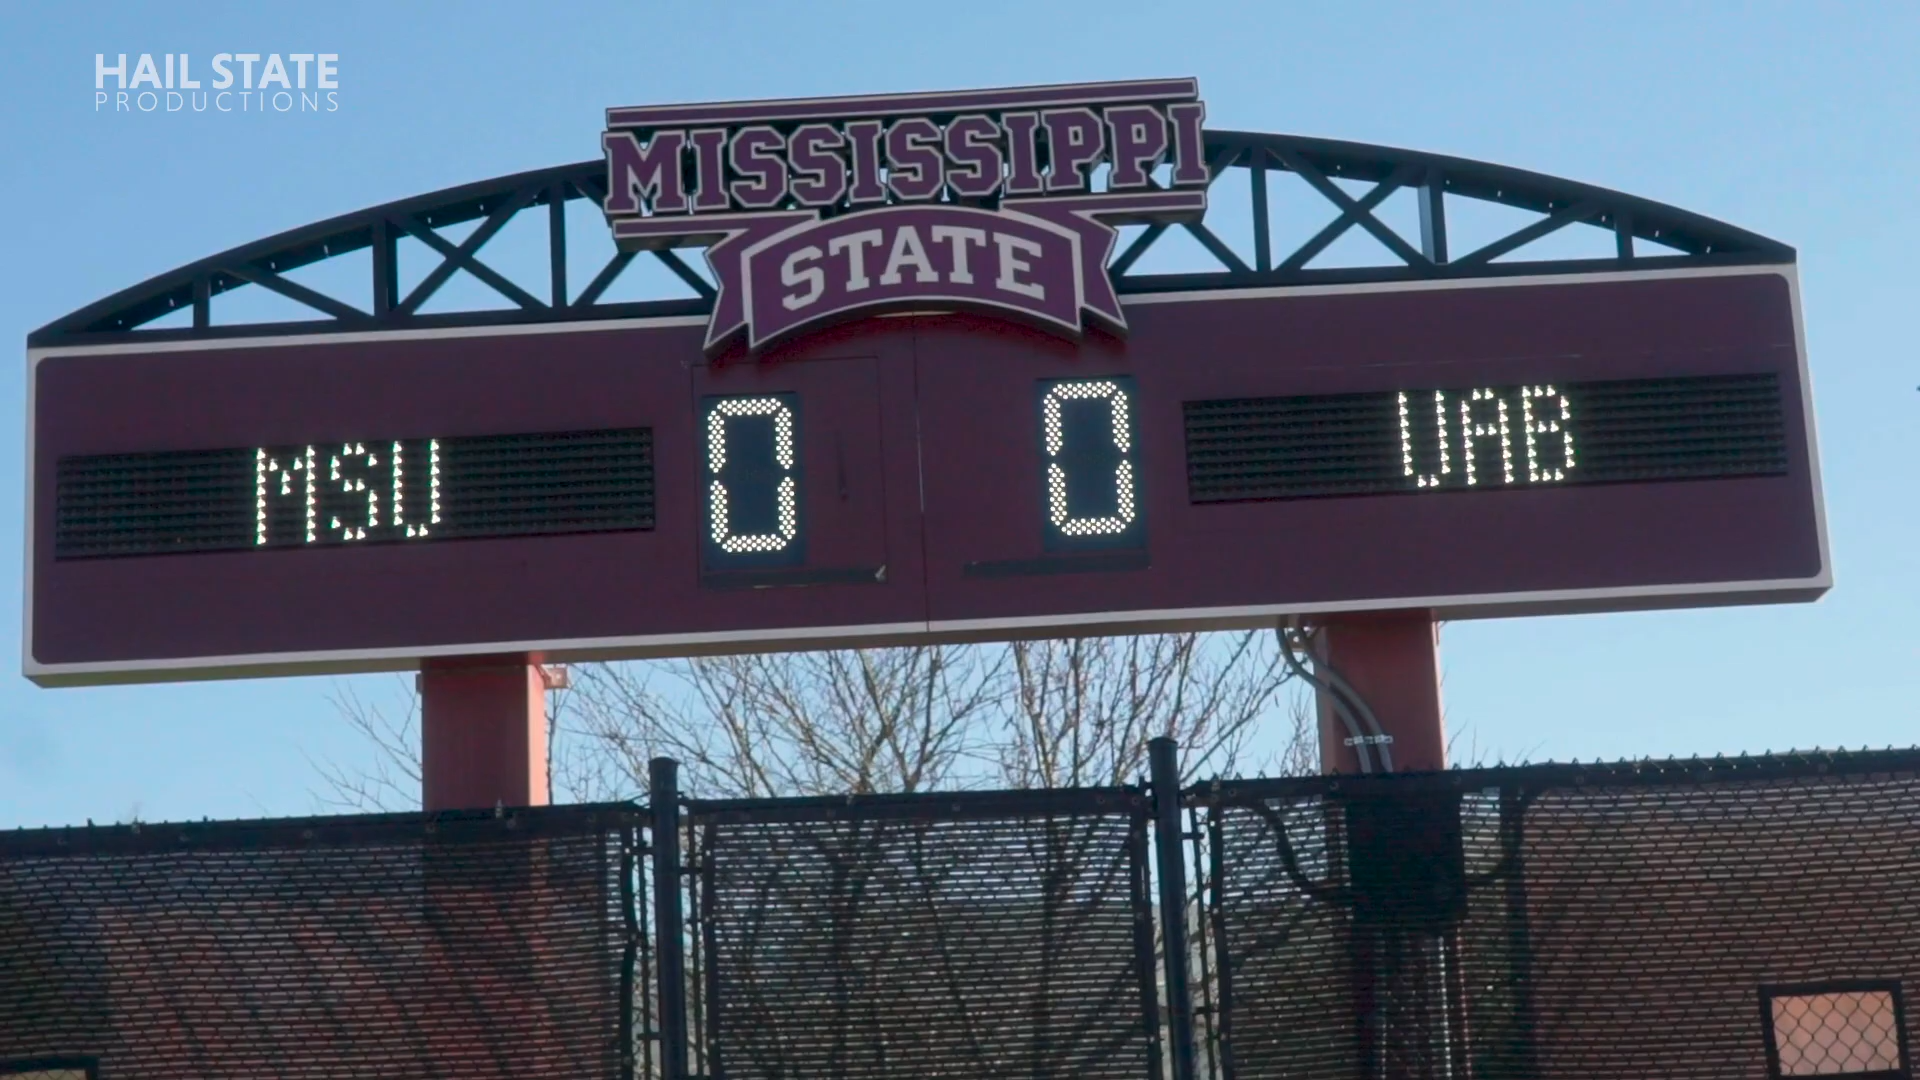 HAIL STATE
PRODUCTIONS
MISSISSIPPI
STATE
MSU 0 0 UAB